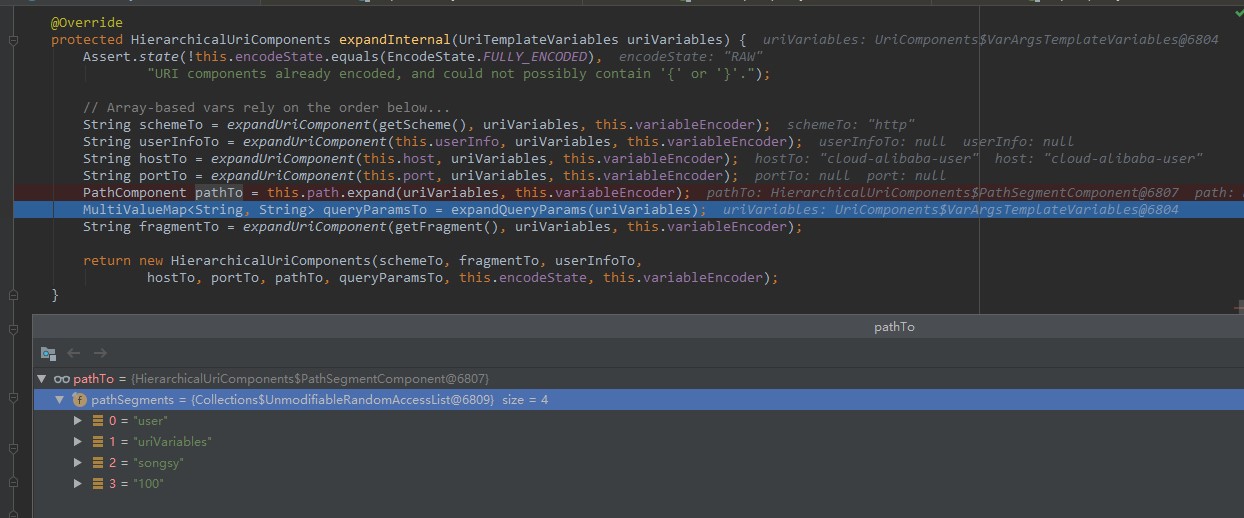 @Override
protected HierarchicalUriComponents expandInternal(UriTemplateVariables uriVariables) {  uriVariables: UriComponents$VarArgsTemplateVariables@6804
Assert.state(!this.encodeState.equals(EncodeState.FULLY_ENCODED),  encodeState: "RAW"
"URI components already encoded, and could not possibly contain '{' or '}'.");
// Array-based vars rely on the order below...
String schemeTo = expandUriComponent(getScheme(), uriVariables, this.variableEncoder);  schemeTo: "http"
String userInfoTo = expandUriComponent(this.userInfo, uriVariables, this.variableEncoder);  userInfoTo: null  userInfo: null
String hostTo = expandUriComponent(this.host, uriVariables, this.variableEncoder);  hostTo: "cloud-alibaba-user"  host: "cloud-alibaba-user"
String portTo = expandUriComponent(this.port, uriVariables, this.variableEncoder);  portTo: null  port: null
PathComponent pathTo = this.path.expand(uriVariables, this.variableEncoder);  pathTo: HierarchicalUriComponents$PathSegmentComponent@6807  path:
MultiValueMap<String, String> queryParamsTo = expandQueryParams(uriVariables);  uriVariables: UriComponents$VarArgsTemplateVariables@6804
String fragmentTo = expandUriComponent(getFragment(), uriVariables, this.variableEncoder);
return new HierarchicalUriComponents(schemeTo, fragmentTo, userInfoTo,
hostTo, portTo, pathTo, queryParamsTo, this.encodeState, this.variableEncoder);
}
pathTo
pathTo = {HierarchicalUriComponents$PathSegmentComponent@6807}
pathSegments = {Collections$UnmodifiableRandomAccessList@6809}  size = 4
0 = "user"
1 = "uriVariables"
2 = "songsy"
3 = "100"